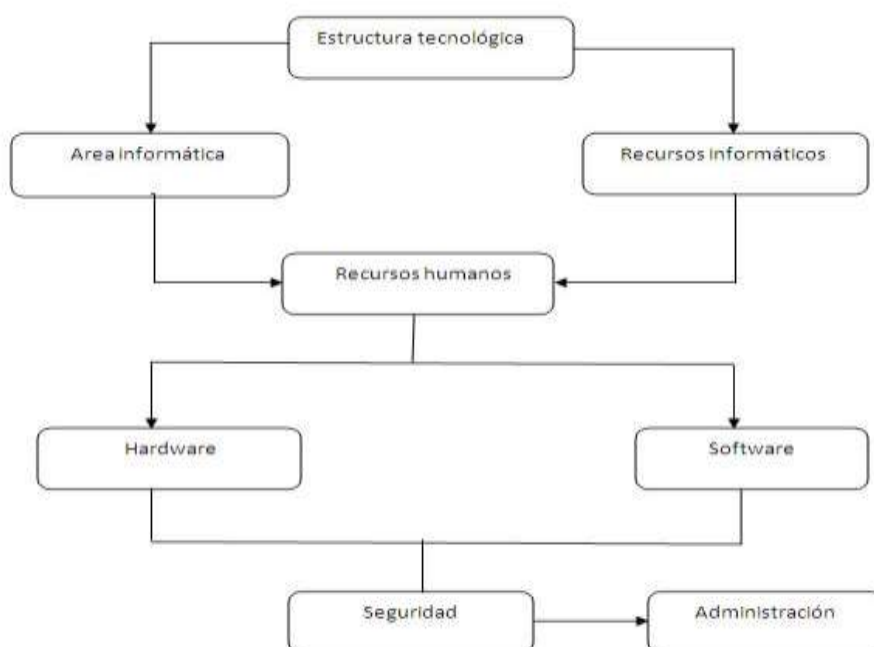 Estructura tecnológica
Area informática
Recursos informáticos
Recursos humanos
Hardware
Software
Seguridad
Administración